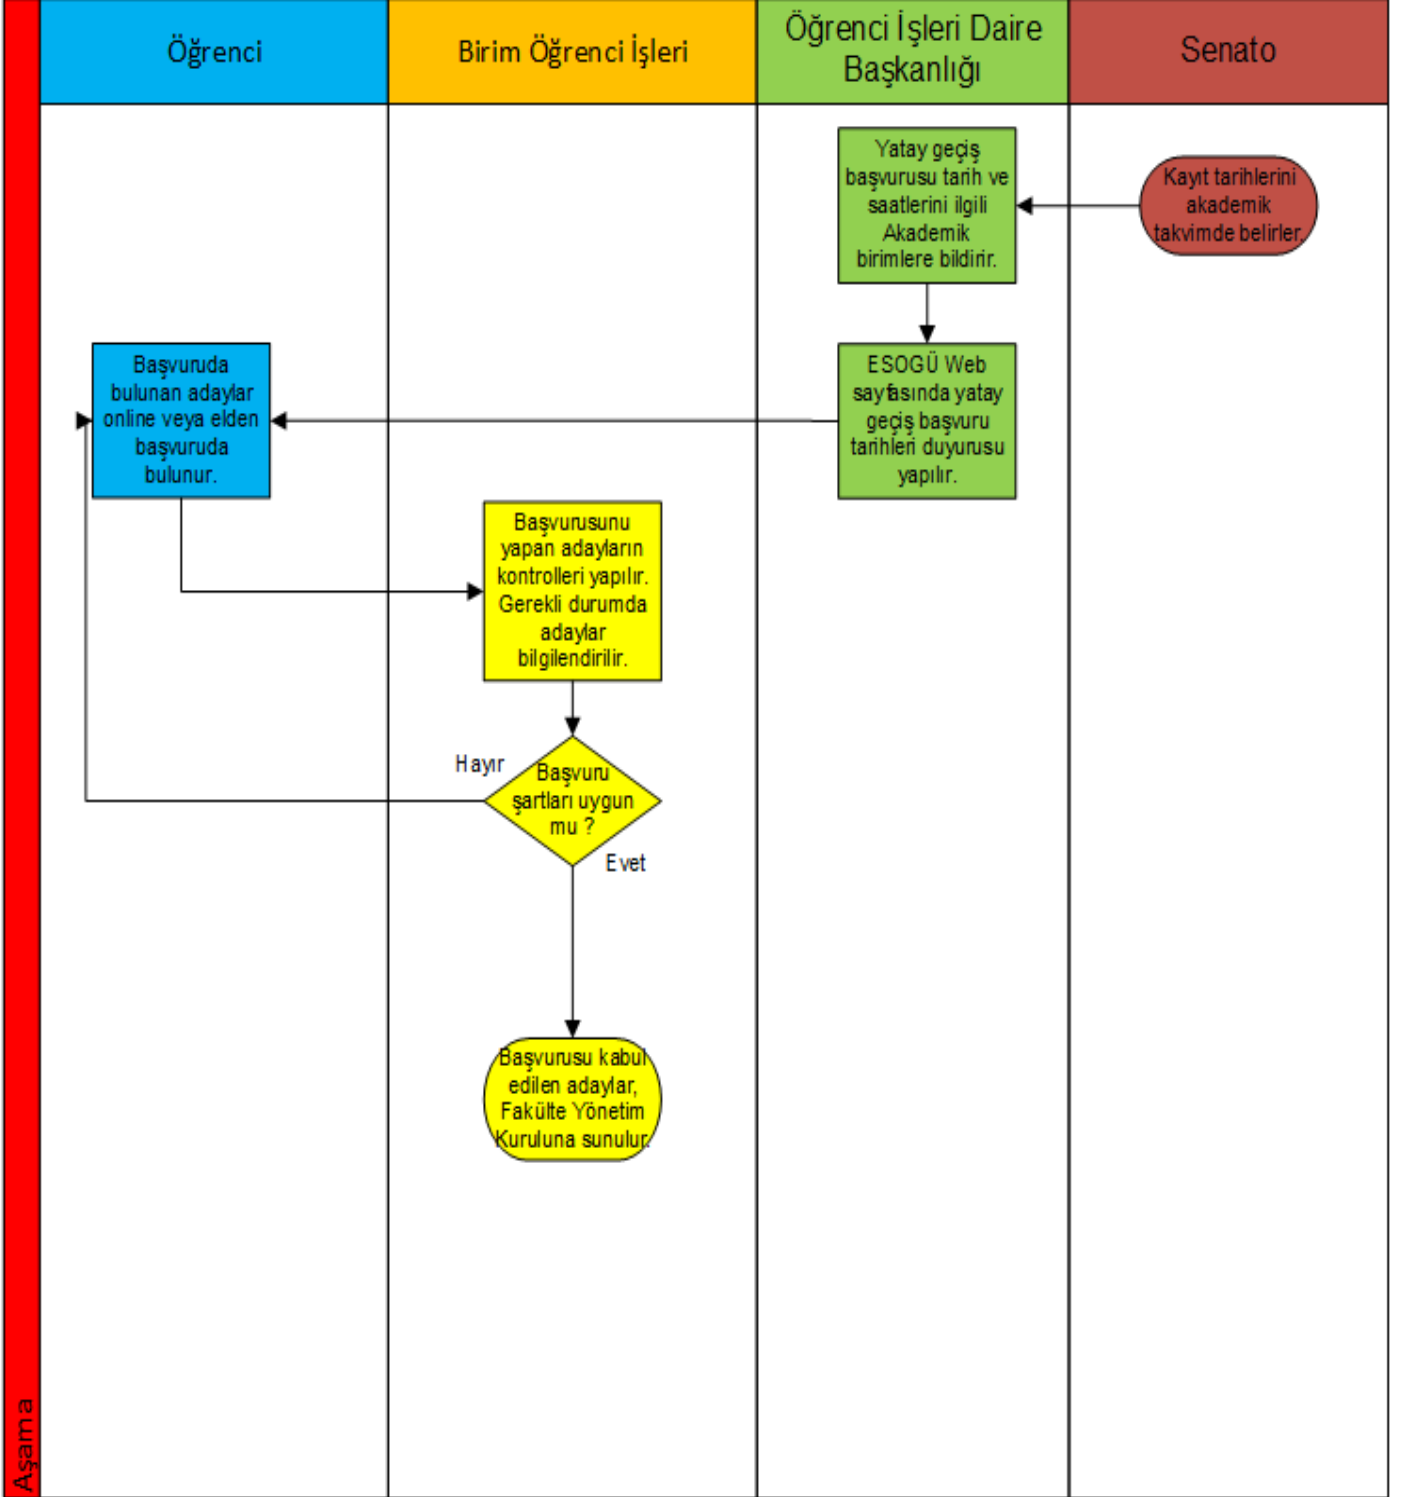 Öğrenci
Birim Öğrenci İşleri
Öğrenci İşleri Daire
Başkanlığı
Senato
Yatay geçiş
başvurusu tarih ve
saatlerini ilgili
Akademik
birimlere bildirir.
Kayıt tarihlerini
akademik
takvimde belirler.
Başvuruda
bulunan adaylar
online veya elden
başvuruda
bulunur.
ESOGÜ Web
sayfasında yatay
geçiş başvuru
tarihleri duyurusu
yapılır.
Başvurusunu
yapan adayların
kontrolleri yapılır.
Gerekli durumda
adaylar
bilgilendirilir.
Hayır
Başvuru
şartları uygun
mu ?
Evet
Başvurusu kabul
edilen adaylar,
Fakülte Yönetim
Kuruluna sunulur.
Aşama